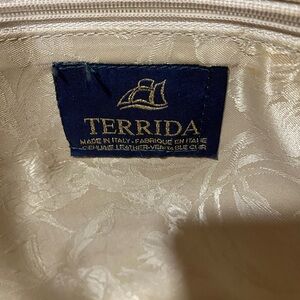 TERRIDA
MADE IN ITALY - FABRIQUE EN ITALIE
GENUINE LEATHER - VERITABLE CUIR